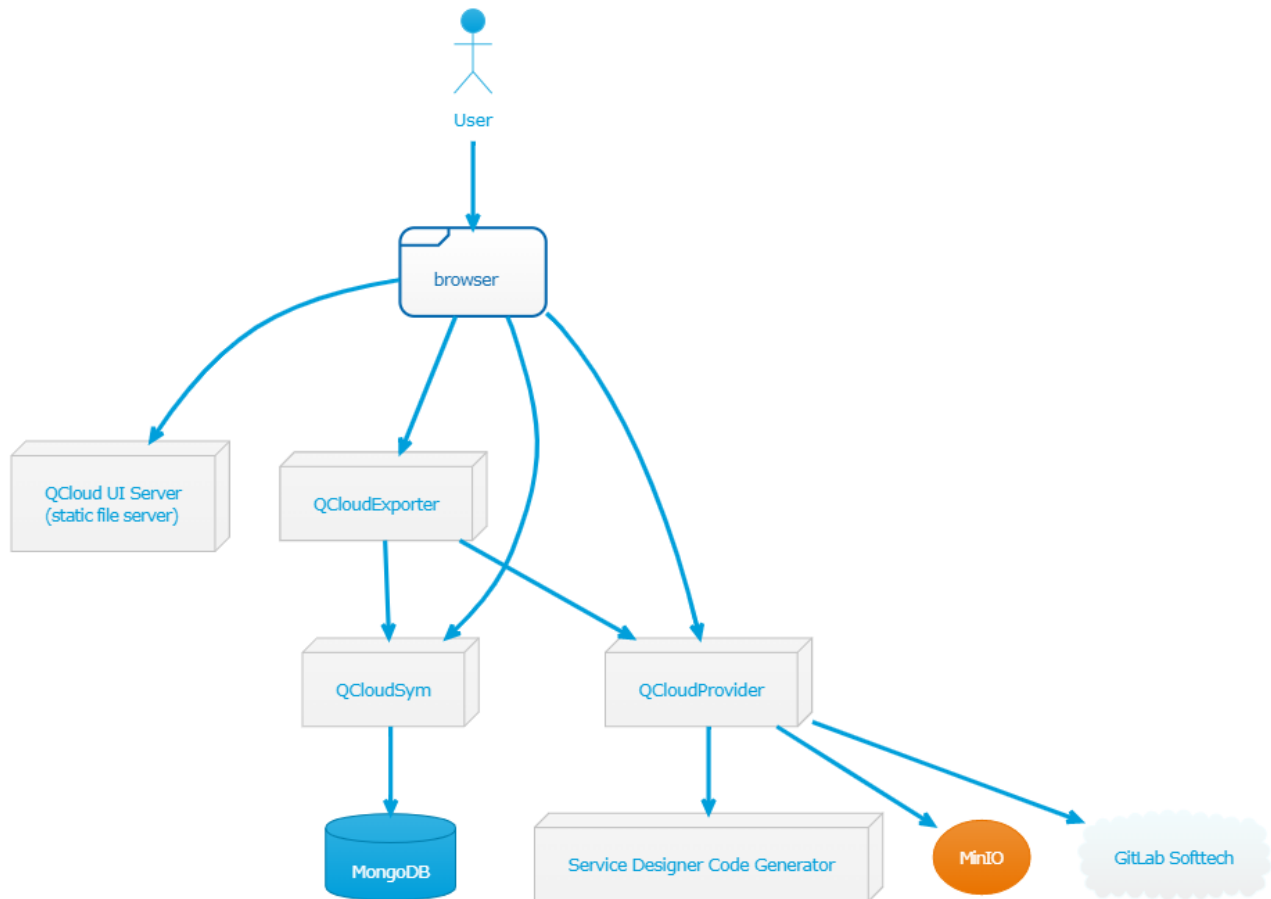 User
browser
QCloud UI Server
(static file server)
QCloudExporter
QCloudSym
QCloudProvider
MongoDB
Service Designer Code Generator
MinIO
GitLab Softtech